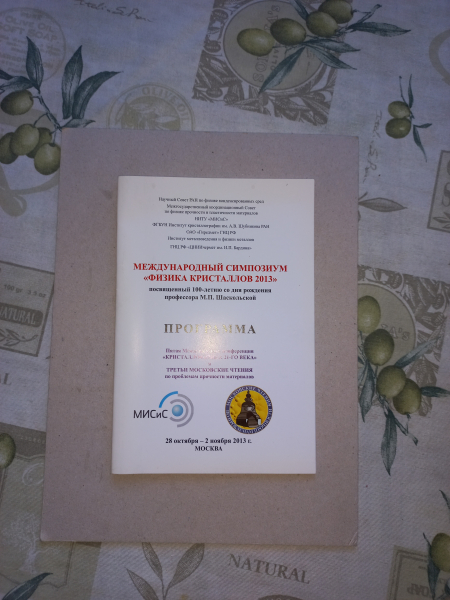 Научный Совет РАН по физике конденсированных сред
Межгосударственный координационный Совет
по физике прочности и пластичности материалов
НИТУ «МИСиС»
ФГБУН Институт кристаллографии им. А.В. Шубникова РАН
ГНЦ РФ
Институт металловедения и физики металлов
ГНЦ РФ «ЦНИИчермет им. И.П. Бардина»
МЕЖДУНАРОДНЫЙ СИМПОЗИУМ
«ФИЗИКА КРИСТАЛЛОВ 2013»
посвященный 100-летию со дня рождения
профессора М.П. Шаскольской
ПРОГРАММА
ВЕКА»
ТРЕТЬИ МОСКОВСКИЕ ЧТЕНИЯ
по проблемам прочности материалов
МИСиС
28 октября – 2 ноября 2013 г.
МОСКВА
NATURAL